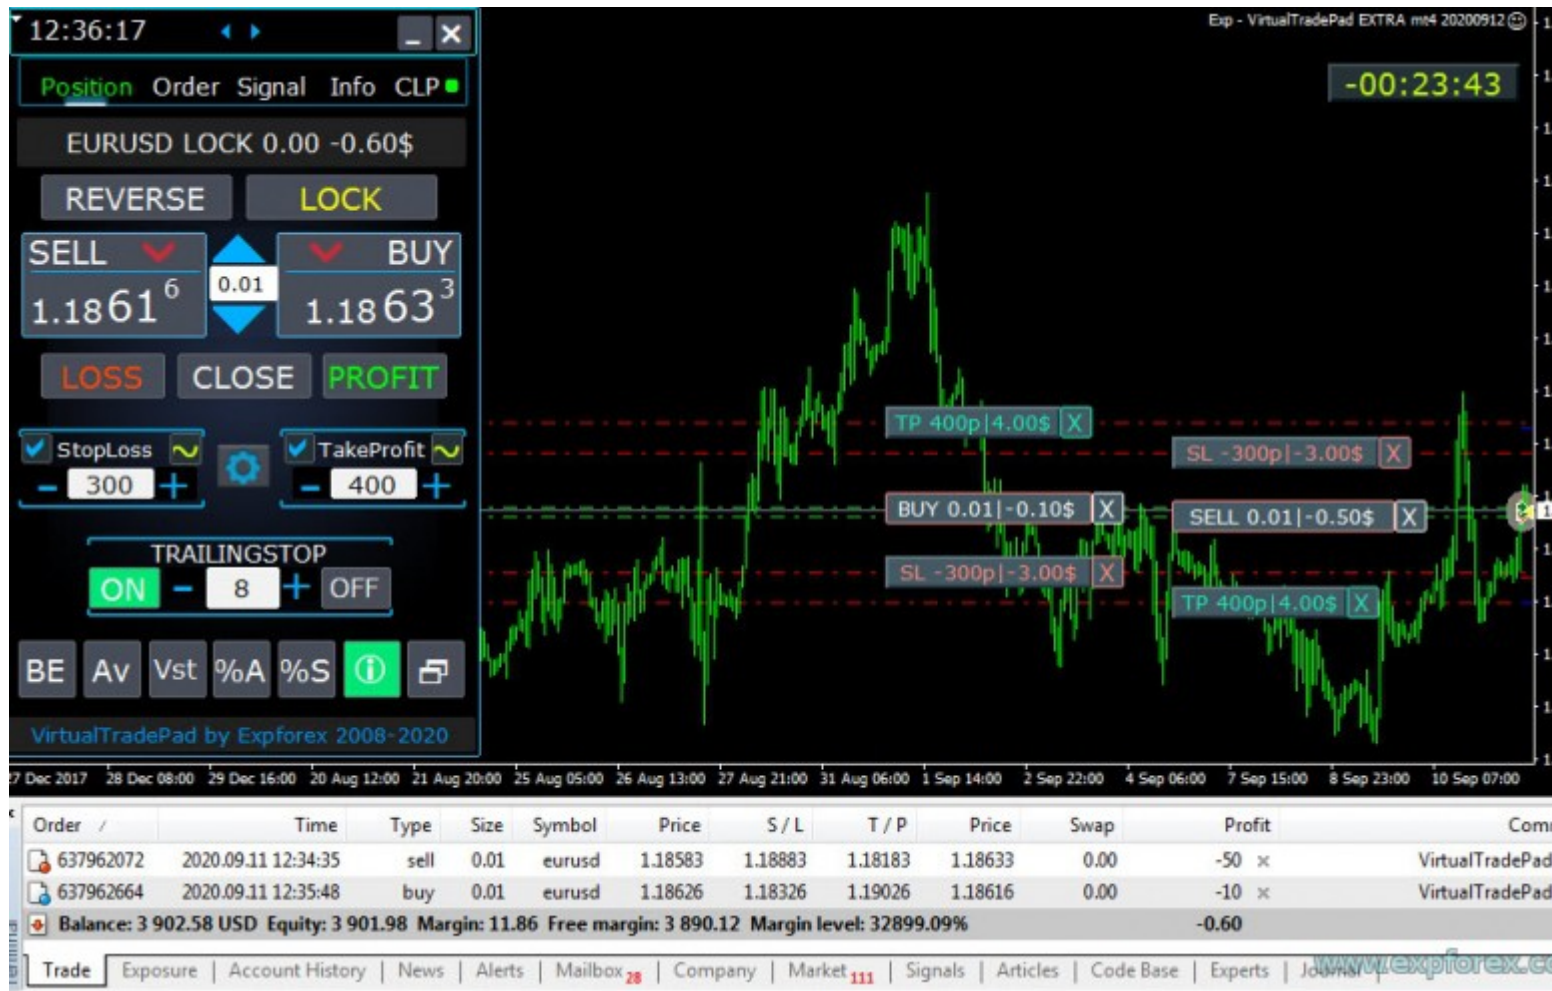 12:36:17
Exp - VirtualTradePad EXTRA mt4 20200912
-00:23:43
Position Order Signal Info CLP
EURUSD LOCK 0.00 -0.60$
REVERSE LOCK
SELL BUY
1.18616 0.01 1.18633
LOSS CLOSE PROFIT
StopLoss TakeProfit
- 300 + - 400 +
TRAILINGSTOP
ON - 8 + OFF
BE Av Vst %A %S
VirtualTradePad by Expforex 2008-2020
TP 400p|4.00$ X
SL -300p|-3.00$ X
BUY 0.01|-0.10$ X
SELL 0.01|-0.50$ X
SL -300p|-3.00$ X
TP 400p|4.00$ X
7 Dec 2017 28 Dec 08:00 29 Dec 16:00 20 Aug 12:00 21 Aug 20:00 25 Aug 05:00 26 Aug 13:00 27 Aug 21:00 31 Aug 06:00 1 Sep 14:00 2 Sep 22:00 4 Sep 06:00 7 Sep 15:00 8 Sep 23:00 10 Sep 07:00
Order / Time Type Size Symbol Price S / L T / P Price Swap Profit Com
637962072 2020.09.11 12:34:35 sell 0.01 eurusd 1.18583 1.18883 1.18183 1.18633 0.00 -50 × VirtualTradePad
637962664 2020.09.11 12:35:48 buy 0.01 eurusd 1.18626 1.18326 1.19026 1.18616 0.00 -10 × VirtualTradePad
Balance: 3 902.58 USD Equity: 3 901.98 Margin: 11.86 Free margin: 3 890.12 Margin level: 32899.09% -0.60
Trade | Exposure | Account History | News | Alerts | Mailbox 28 | Company | Market 111 | Signals | Articles | Code Base | Experts | Journal |
www.expforex.co